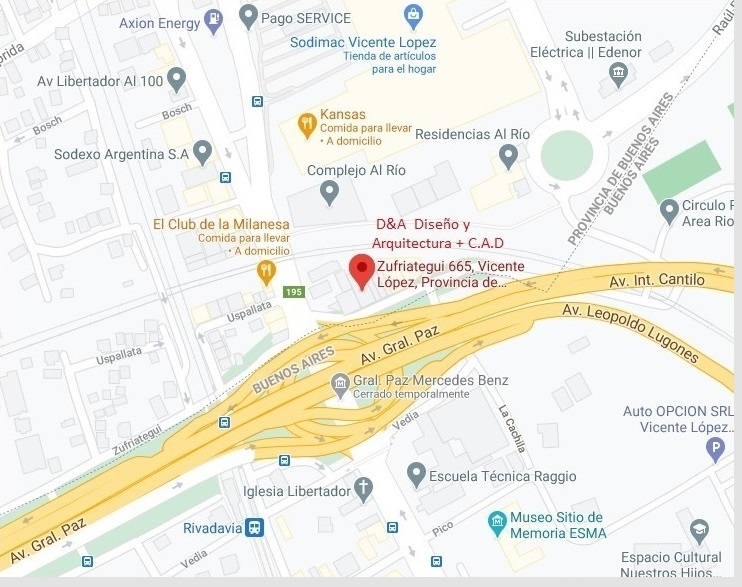 Axion Energy
Pago SERVICE
Sodimac Vicente Lopez
Tienda de artículos
para el hogar
Subestación
Eléctrica || Edenor
Av Libertador Al 100
Bosch
Bosch
Kansas
Comida para llevar
• A domicilio
Residencias Al Río
Sodexo Argentina S.A
Complejo Al Río
PROVINCIA DE BUENOS AIRES
BUENOS AIRES
Circulo
Area Rio
El Club de la Milanesa
Comida para llevar
• A domicilio
D&A Diseño y
Arquitectura + C.A.D
Zufriategui 665, Vicente
López, Provincia de...
195
Uspallata
Uspallata
Av. Int. Cantilo
Av. Leopoldo Lugones
Av. Gral. Paz
BUENOS AIRES
Gral. Paz Mercedes Benz
Cerrado temporalmente
Zufriategui
Vedia
La Cachila
Auto OPCION SRL
Vicente López...
P
Escuela Técnica Raggio
Iglesia Libertador
Rivadavia
Museo Sitio de
Memoria ESMA
Pico
Av. Gral. Paz
Vedia
Espacio Cultural
Nuestros Hijos...